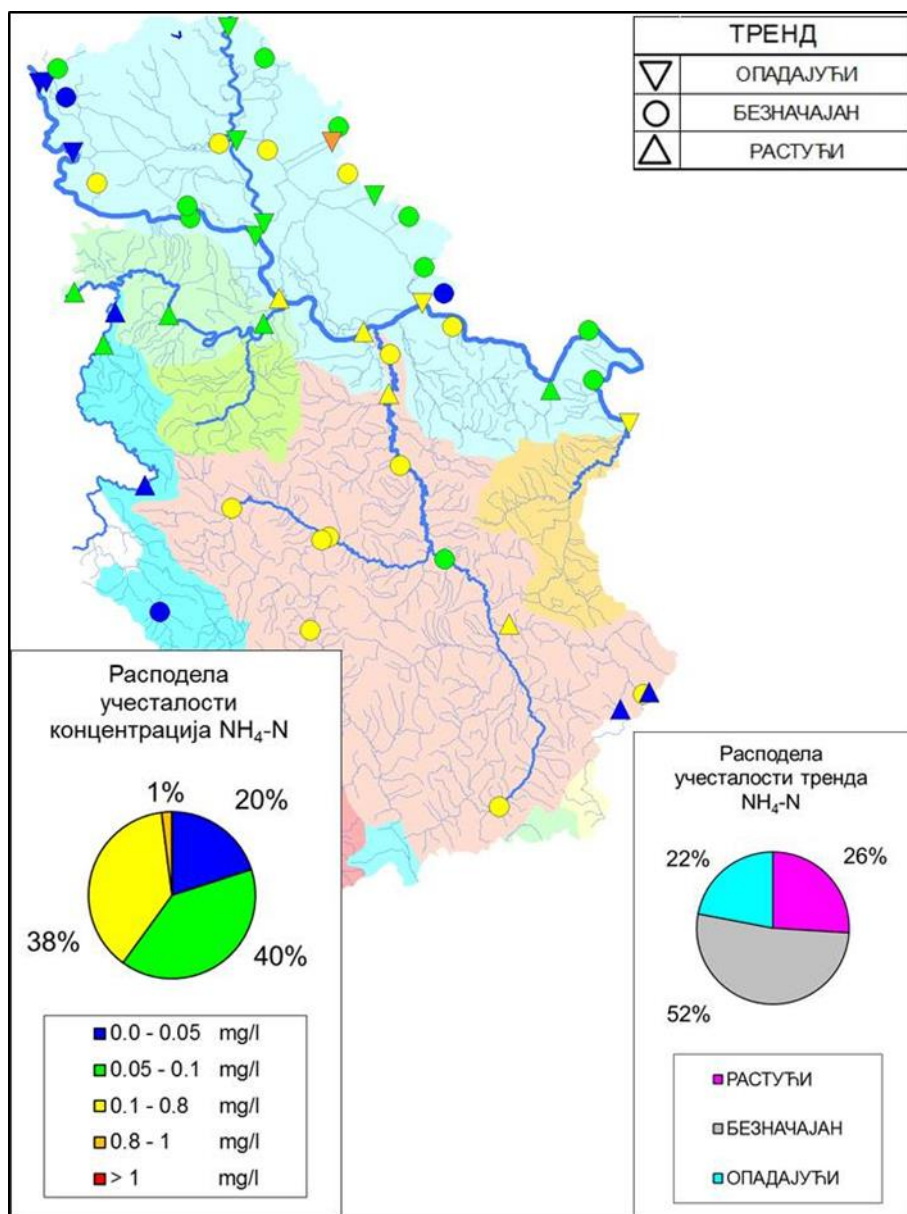 ТРЕНД
ОПАДАЈУЋИ
БЕЗНАЧАЈАН
РАСТУЋИ
Расподела
учесталости
концентрација NH₄-N
1%
20%
38%
40%
0.0 - 0.05 mg/l
0.05 - 0.1 mg/l
0.1 - 0.8 mg/l
0.8 - 1 mg/l
> 1 mg/l
Расподела
учесталости тренда
NH₄-N
22%
26%
52%
РАСТУЋИ
БЕЗНАЧАЈАН
ОПАДАЈУЋИ